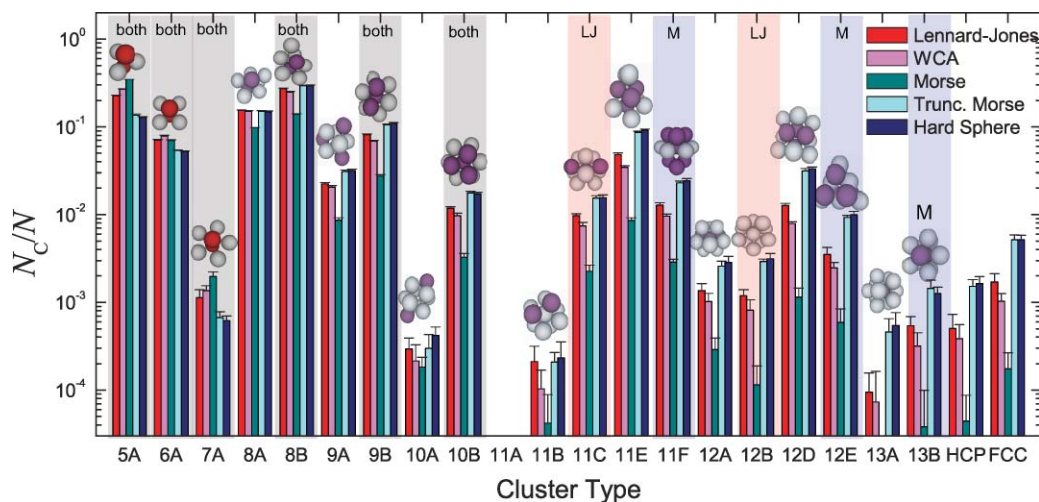 both both both both both both LJ M LJ M
M
Lennard-Jones
WCA
Morse
Trunc. Morse
Hard Sphere
10⁰
10⁻¹
10⁻²
10⁻³
10⁻⁴
N_C/N
5A 6A 7A 8A 8B 9A 9B 10A 10B 11A 11B 11C 11E 11F 12A 12B 12D 12E 13A 13B HCP FCC
Cluster Type